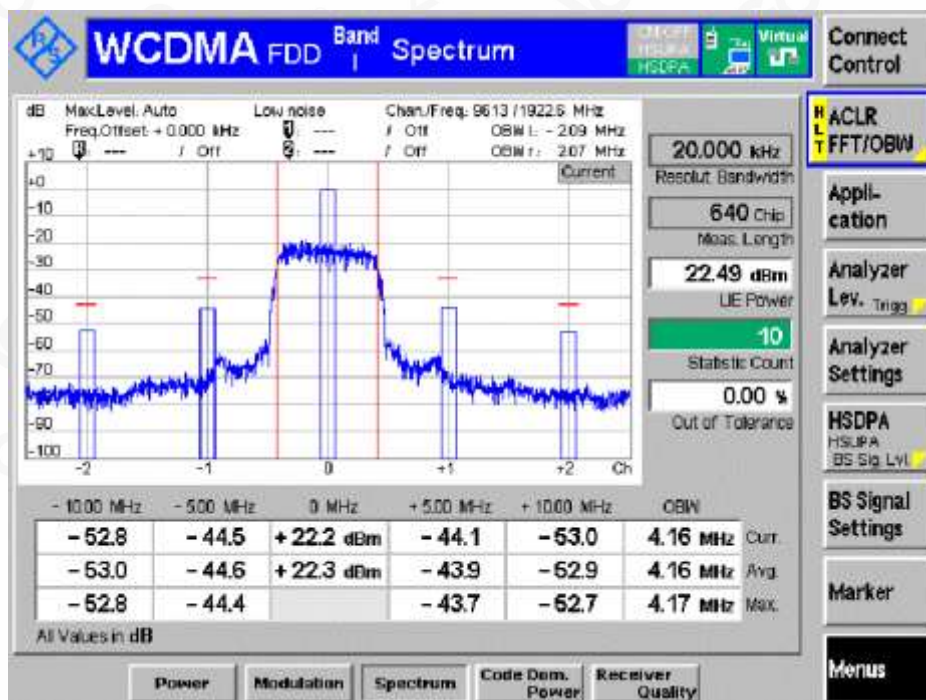 WCDMA FDD Band I Spectrum
HSDPA
Virtual
Connect Control
dB Max.Level: Auto Low noise Chan./Freq.: 9613 / 1922.6 MHz
Freq.Offset: + 0.000 kHz 1: --- / Off OBW l.: - 2.09 MHz
--- / Off 2: --- / Off OBW r.: 2.07 MHz
Current
+10
+0
-10
-20
-30
-40
-50
-60
-70
-90
-100
-2 -1 0 +1 +2 Ch
20.000 kHz
Resolut. Bandwidth
640 Chip
Meas. Length
22.49 dBm
UE Power
10
Statistic Count
0.00 %
Out of Tolerance
- 10.00 MHz - 5.00 MHz 0 MHz + 5.00 MHz + 10.00 MHz OBW
- 52.8 - 44.5 + 22.2 dBm - 44.1 - 53.0 4.16 MHz Curr.
- 53.0 - 44.6 + 22.3 dBm - 43.9 - 52.9 4.16 MHz Avg.
- 52.8 - 44.4 - 43.7 - 52.7 4.17 MHz Max.
All Values in dB
HLT
ACLR
FFT/OBW
Appli-
cation
Analyzer
Lev. Trigg
Analyzer
Settings
HSDPA
HSUPA
BS Sig. Lvl.
BS Signal
Settings
Marker
Menus
Power Modulation Spectrum Code Dom. Power Receiver Quality